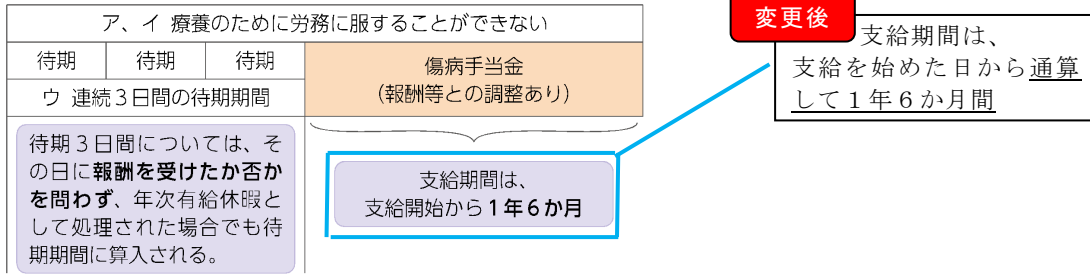 ア、イ 療養のために労務に服することができない
待期 待期 待期
ウ 連続３日間の待期期間
傷病手当金
（報酬等との調整あり）
待期３日間については、そ
の日に報酬を受けたか否か
を問わず、年次有給休暇と
して処理された場合でも待
期期間に算入される。
支給期間は、
支給開始から１年６か月
変更後
支給期間は、
支給を始めた日から通算
して１年６か月間